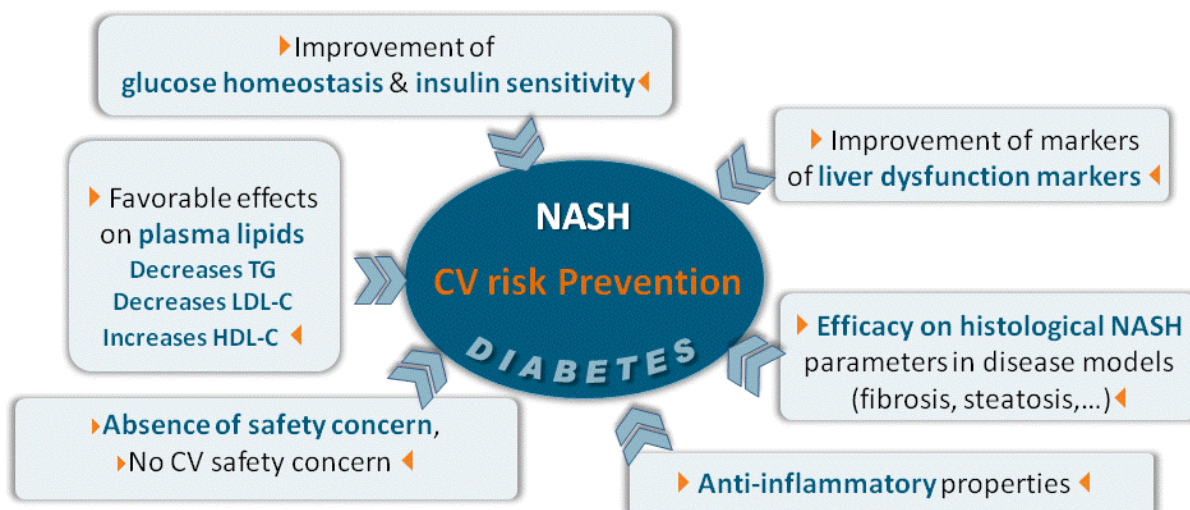 Improvement of
glucose homeostasis & insulin sensitivity
Improvement of markers
of liver dysfunction markers
Favorable effects
on plasma lipids
Decreases TG
Decreases LDL-C
Increases HDL-C
NASH
CV risk Prevention
DIABETES
Efficacy on histological NASH
parameters in disease models
(fibrosis, steatosis,...)
Absence of safety concern,
No CV safety concern
Anti-inflammatory properties